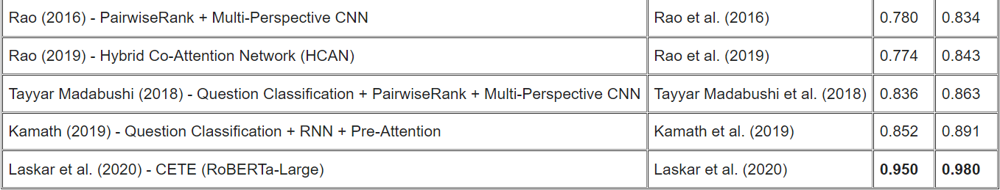 Rao (2016) - PairwiseRank + Multi-Perspective CNN Rao et al. (2016) 0.780 0.834
Rao (2019) - Hybrid Co-Attention Network (HCAN) Rao et al. (2019) 0.774 0.843
Tayyar Madabushi (2018) - Question Classification + PairwiseRank + Multi-Perspective CNN Tayyar Madabushi et al. (2018) 0.836 0.863
Kamath (2019) - Question Classification + RNN + Pre-Attention Kamath et al. (2019) 0.852 0.891
Laskar et al. (2020) - CETE (RoBERTa-Large) Laskar et al. (2020) 0.950 0.980